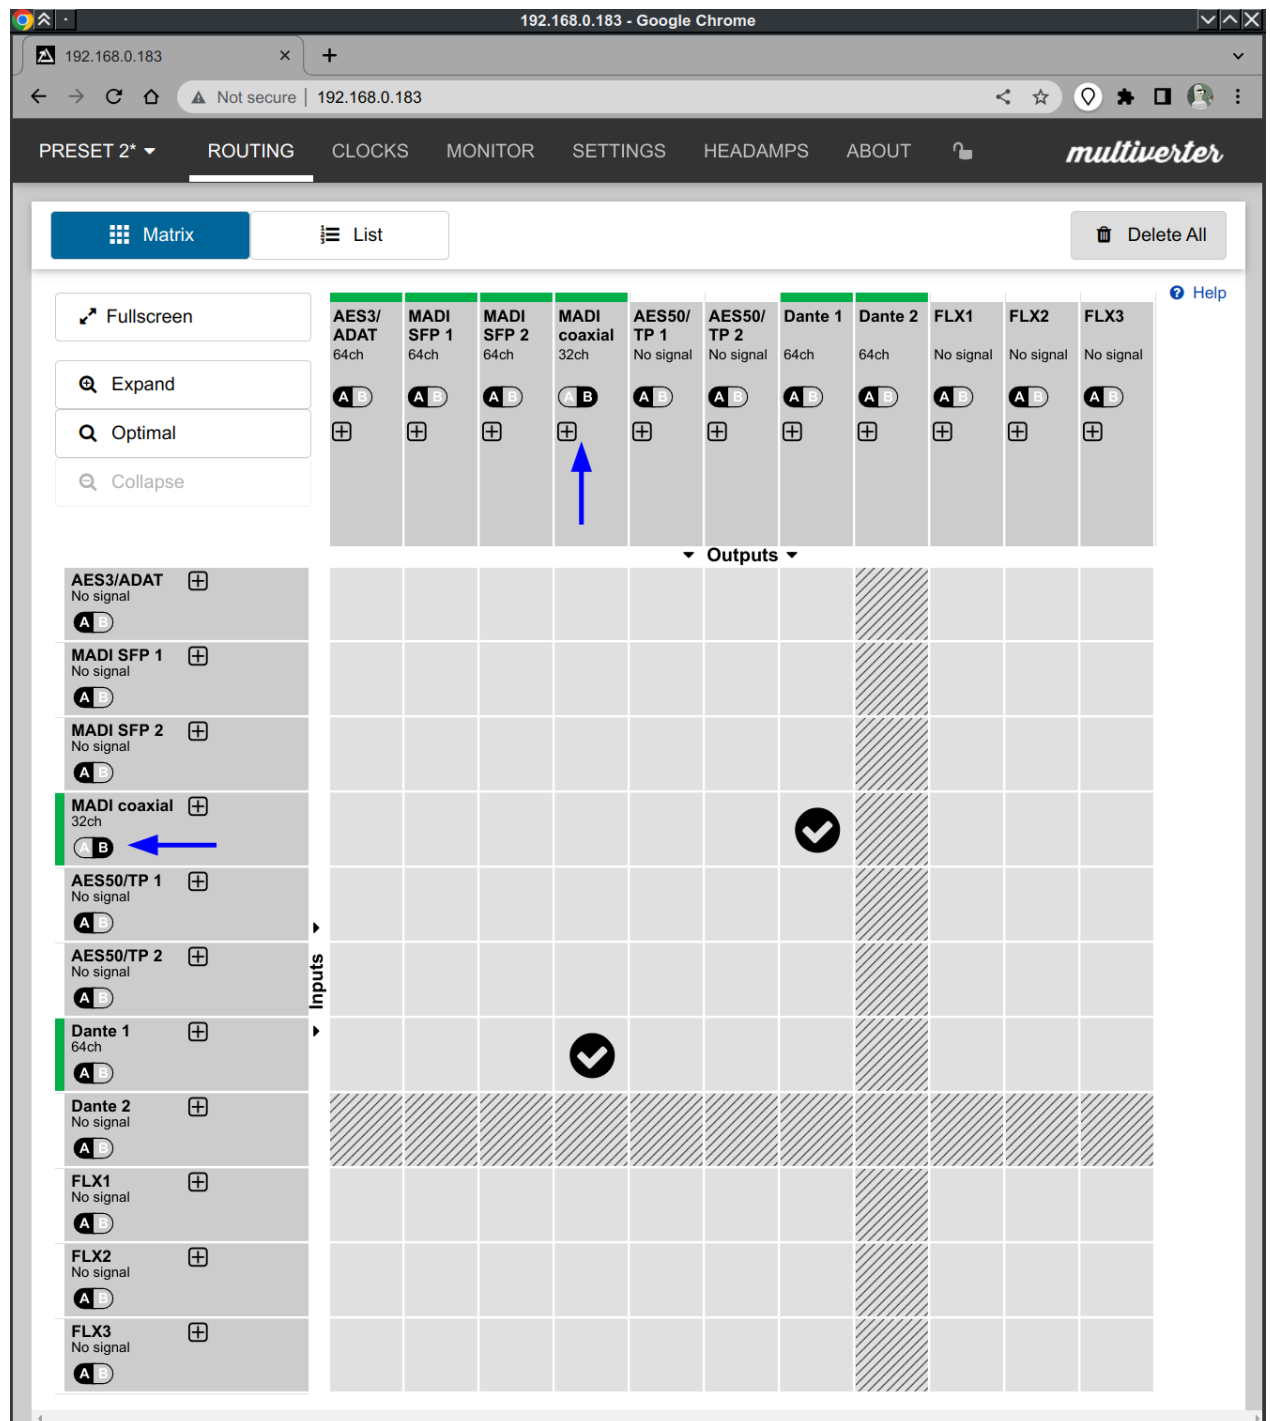 192.168.0.183 - Google Chrome
192.168.0.183
Not secure 192.168.0.183
PRESET 2* ROUTING CLOCKS MONITOR SETTINGS HEADAMPS ABOUT multiverter
Matrix List Delete All
Help
Fullscreen
Expand
Optimal
Collapse
AES3/ MADI MADI MADI AES50/ AES50/ Dante 1 Dante 2 FLX1 FLX2 FLX3
ADAT SFP 1 SFP 2 coaxial TP 1 TP 2
64ch 64ch 64ch 32ch No signal No signal 64ch 64ch No signal No signal No signal
A B A B A B A B A B A B A B A B A B A B A B
Outputs
Inputs
AES3/ADAT
No signal
A B
MADI SFP 1
No signal
A B
MADI SFP 2
No signal
A B
MADI coaxial
32ch
A B
AES50/TP 1
No signal
A B
AES50/TP 2
No signal
A B
Dante 1
64ch
A B
Dante 2
No signal
A B
FLX1
No signal
A B
FLX2
No signal
A B
FLX3
No signal
A B